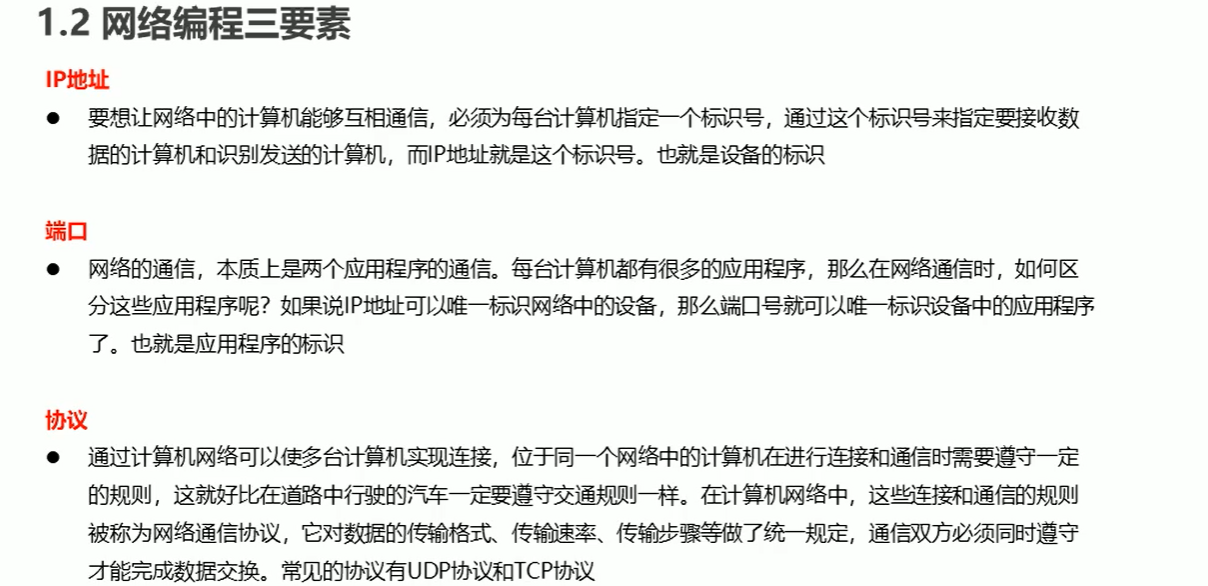 1.2 网络编程三要素
IP地址
● 要想让网络中的计算机能够互相通信，必须为每台计算机指定一个标识号，通过这个标识号来指定要接收数
据的计算机和识别发送的计算机，而IP地址就是这个标识号。也就是设备的标识
端口
● 网络的通信，本质上是两个应用程序的通信。每台计算机都有很多的应用程序，那么在网络通信时，如何区
分这些应用程序呢？如果说IP地址可以唯一标识网络中的设备，那么端口号就可以唯一标识设备中的应用程序
了。也就是应用程序的标识
协议
● 通过计算机网络可以使多台计算机实现连接，位于同一个网络中的计算机在进行连接和通信时需要遵守一定
的规则，这就好比在道路中行驶的汽车一定要遵守交通规则一样。在计算机网络中，这些连接和通信的规则
被称为网络通信协议，它对数据的传输格式、传输速率、传输步骤等做了统一规定，通信双方必须同时遵守
才能完成数据交换。常见的协议有UDP协议和TCP协议